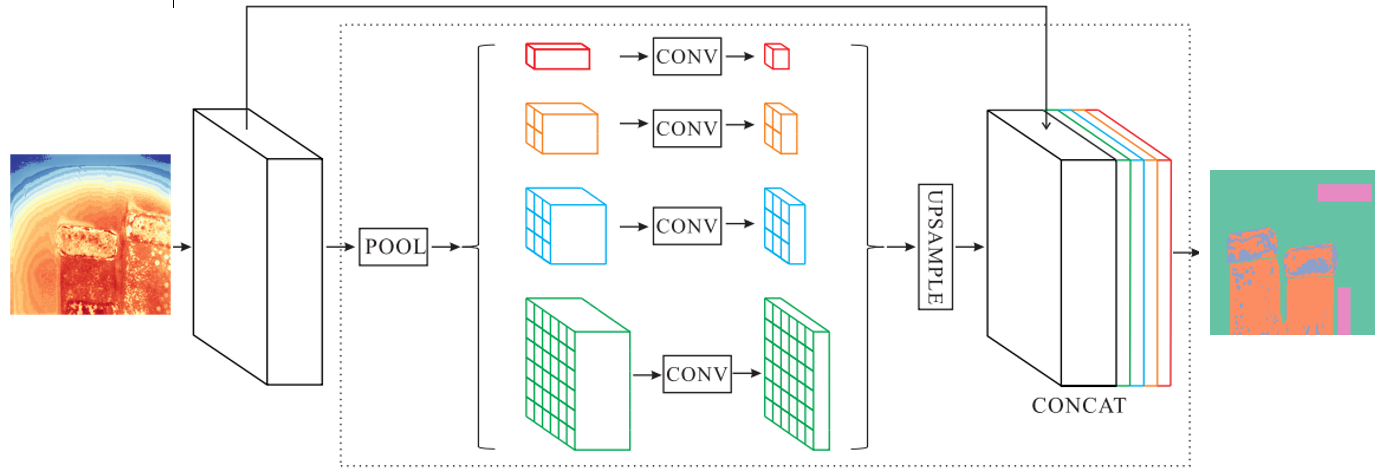 CONV
CONV
CONV
CONV
POOL
UPSAMPLE
CONCAT